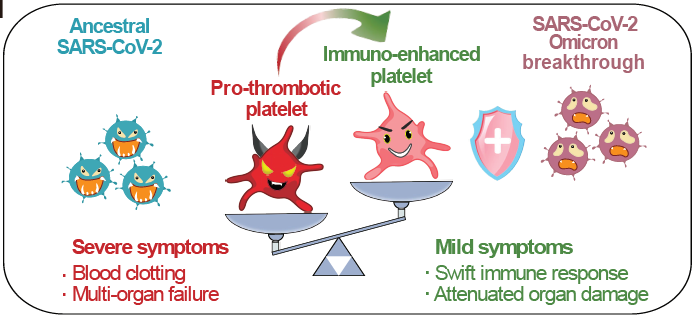 Ancestral
SARS-CoV-2
Immuno-enhanced
platelet
Pro-thrombotic
platelet
SARS-CoV-2
Omicron
breakthrough
Severe symptoms
· Blood clotting
· Multi-organ failure
Mild symptoms
· Swift immune response
· Attenuated organ damage